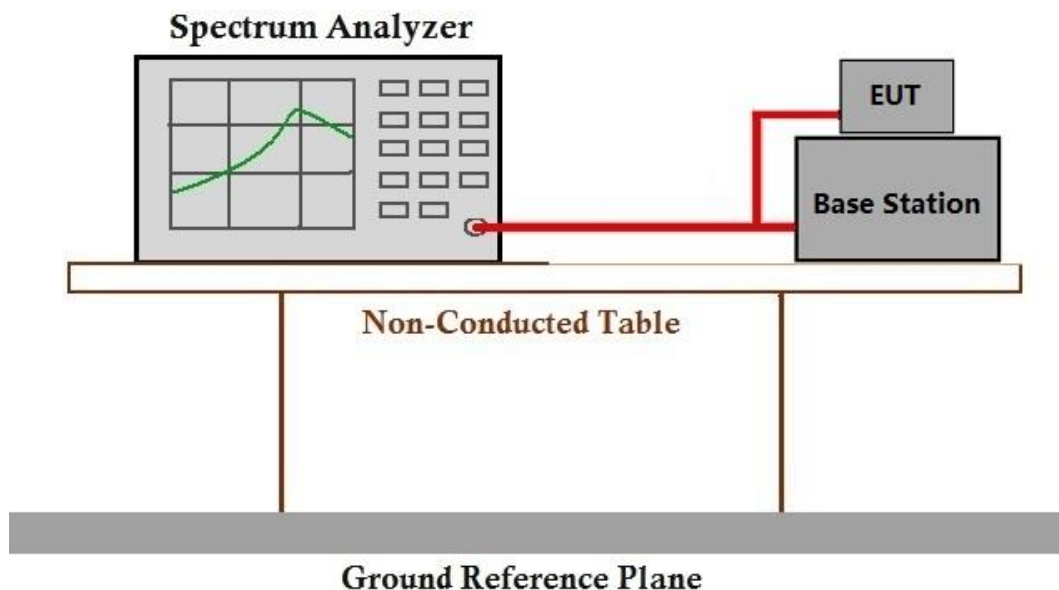 Spectrum Analyzer
EUT
Base Station
Non-Conducted Table
Ground Reference Plane